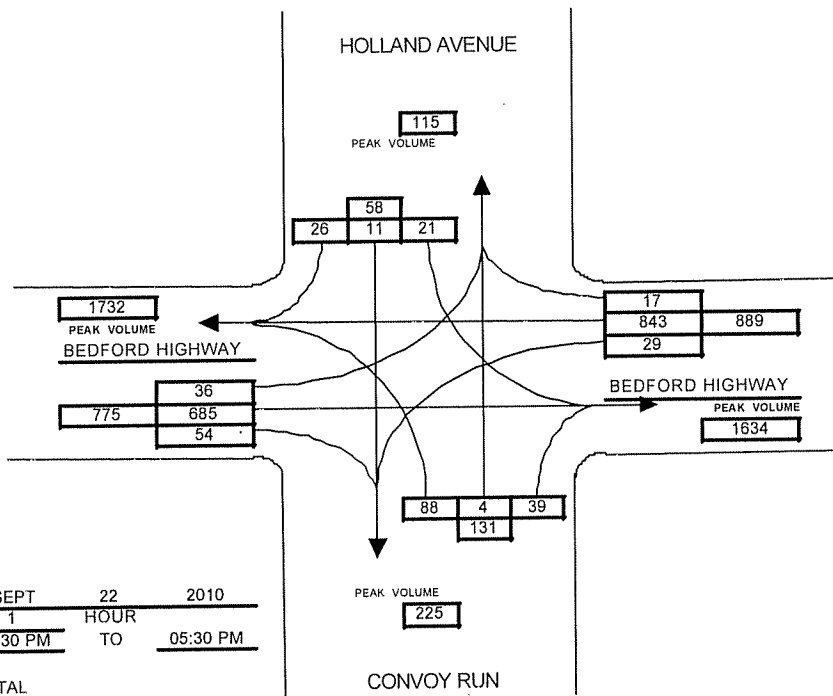 HOLLAND AVENUE
115
PEAK VOLUME
58
26 11 21
1732
PEAK VOLUME
BEDFORD HIGHWAY
17
843 889
29
36
775 685
54
BEDFORD HIGHWAY
PEAK VOLUME
1634
88 4 39
131
SEPT 22 2010
1 HOUR
30 PM TO 05:30 PM
PEAK VOLUME
225
TAL
CONVOY RUN